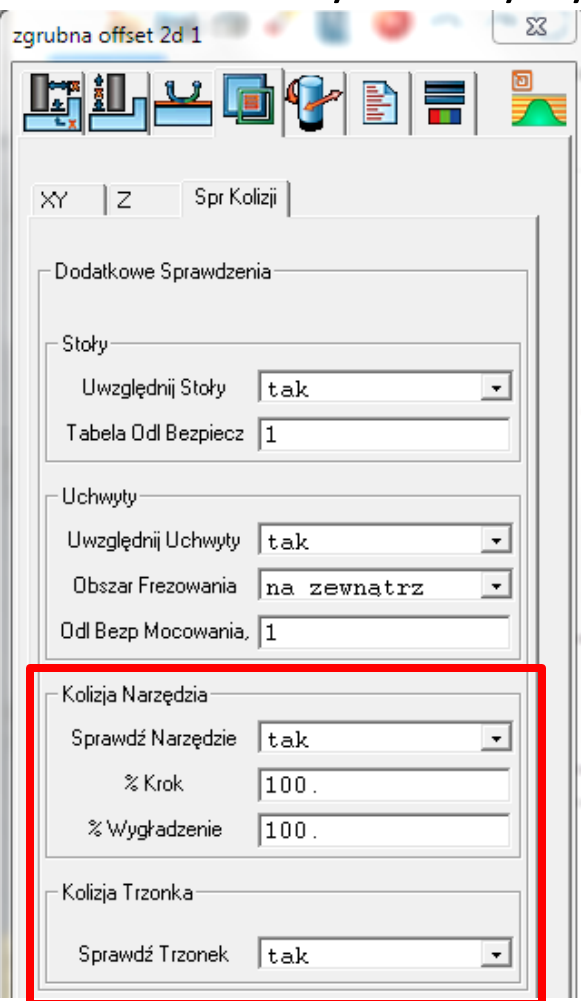 zgrubna offset 2d 1
XY Z Spr Kolizji
Dodatkowe Sprawdzenia
Stoły
Uwzględnij Stoły tak
Tabela Odl Bezpiecz 1
Uchwyty
Uwzględnij Uchwyty tak
Obszar Frezowania na zewnątrz
Odl Bezp Mocowania, 1
Kolizja Narzędzia
Sprawdź Narzędzie tak
% Krok 100.
% Wygładzenie 100.
Kolizja Trzonka
Sprawdź Trzonek tak